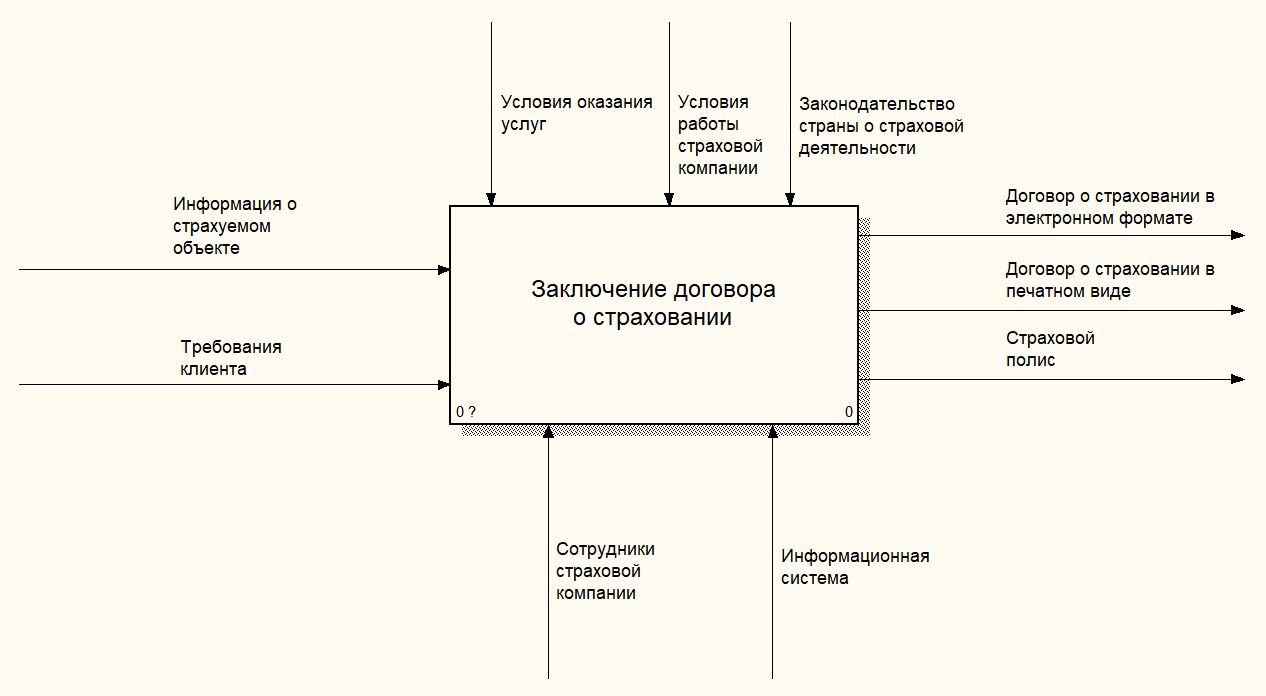 Условия оказания
услуг
Условия
работы
страховой
компании
Законодательство
страны о страховой
деятельности
Информация о
страхуемом
объекте
Требования
клиента
Заключение договора
о страховании
0 ?
0
Договор о страховании в
электронном формате
Договор о страховании в
печатном виде
Страховой
полис
Сотрудники
страховой
компании
Информационная
система